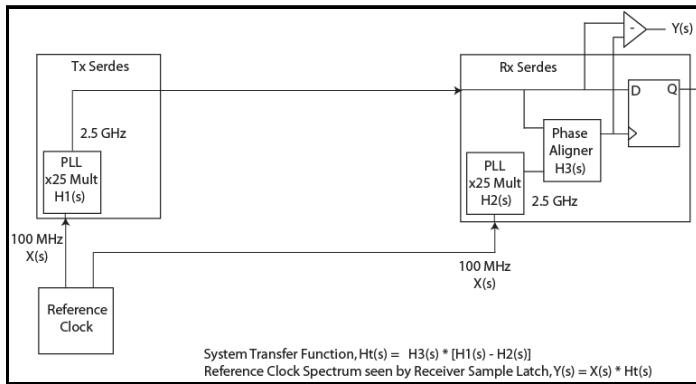 Y(s)
-
Tx Serdes
Rx Serdes
D Q
2.5 GHz
Phase
Aligner
H3(s)
PLL
x25 Mult
H1(s)
PLL
x25 Mult
H2(s)
2.5 GHz
100 MHz
X(s)
100 MHz
X(s)
Reference
Clock
System Transfer Function, Ht(s) = H3(s) * [H1(s) - H2(s)]
Reference Clock Spectrum seen by Receiver Sample Latch, Y(s) = X(s) * Ht(s)